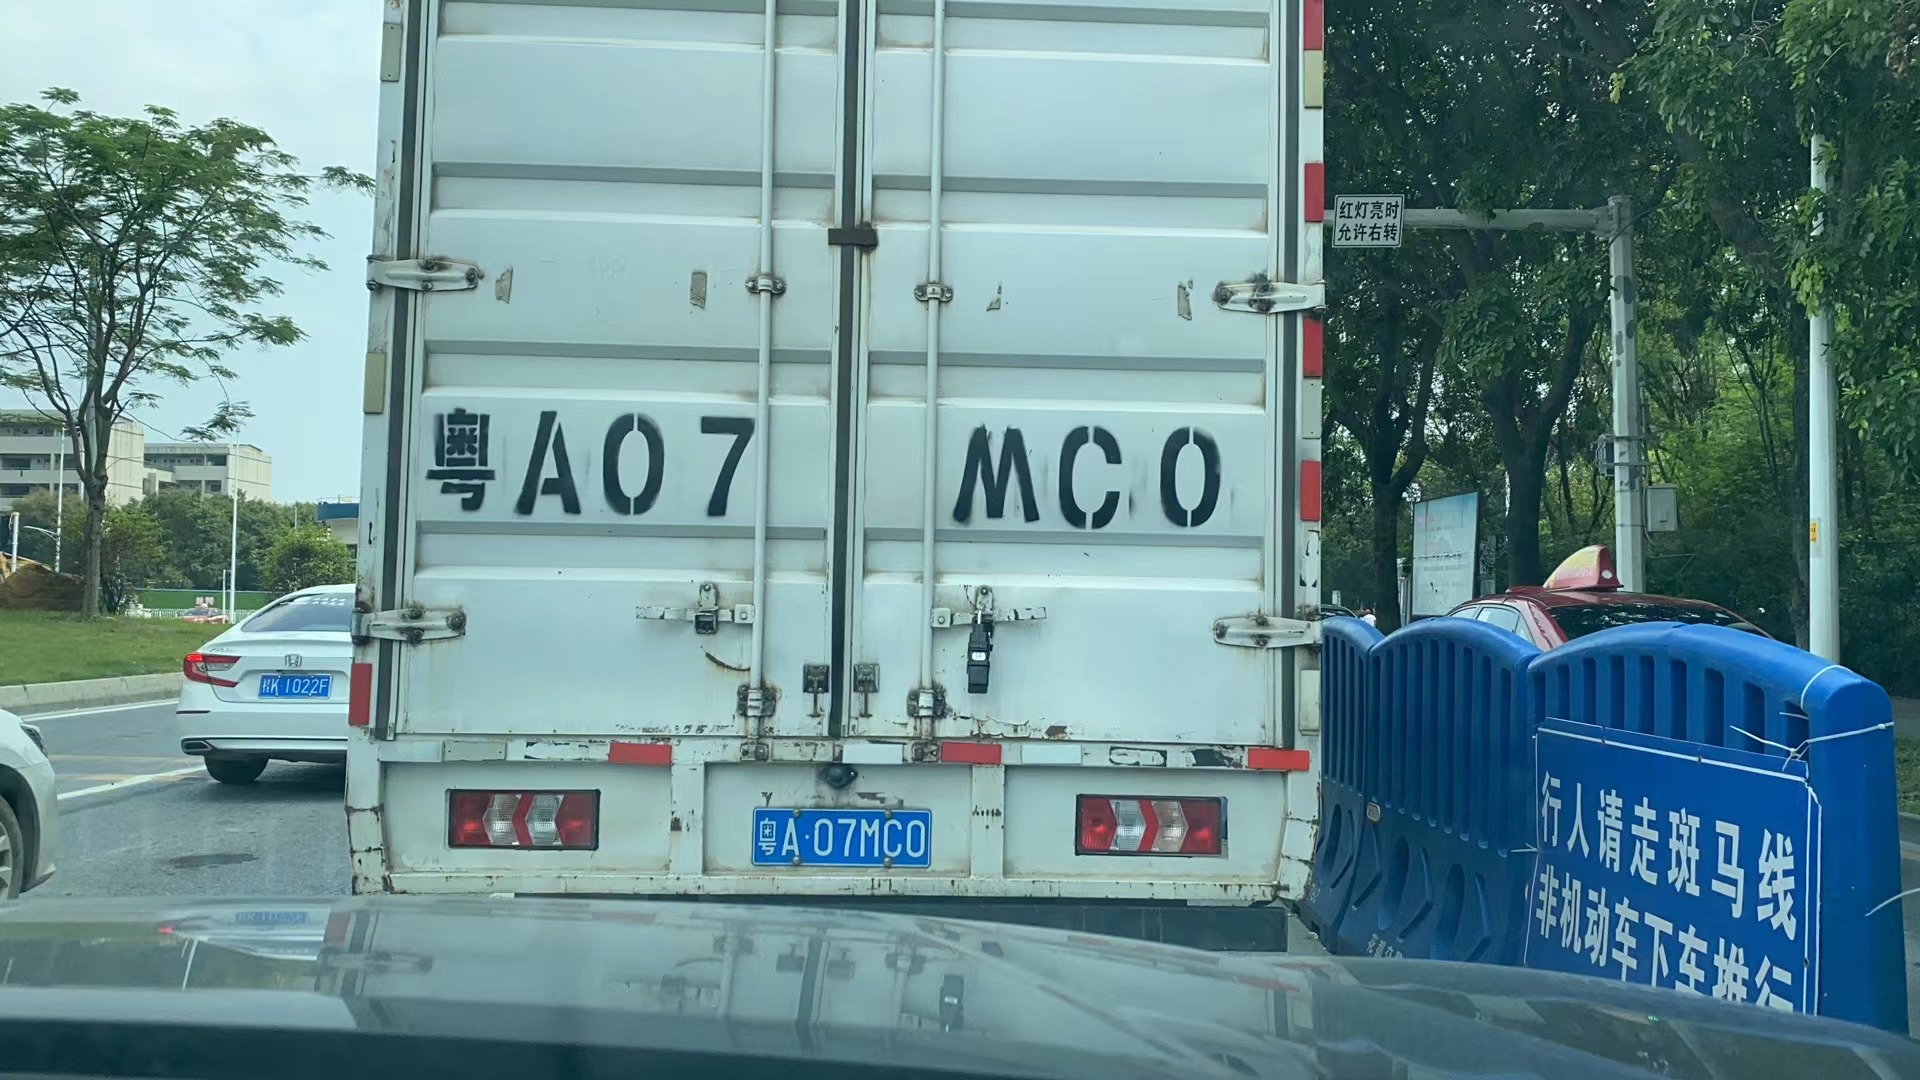 红灯亮时
允许右转
粤A07 MC0
桂K·1022F
粤A·07MC0
行人请走斑马线
非机动车下车推行